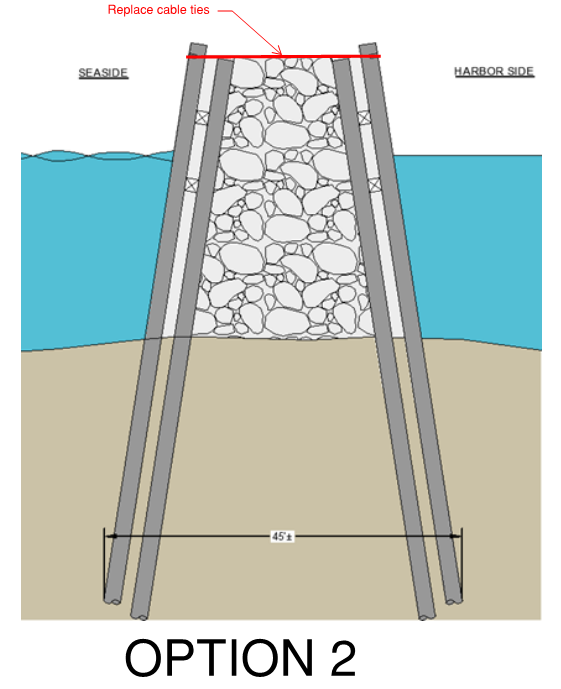 Replace cable ties
SEASIDE
HARBOR SIDE
45'±
OPTION 2